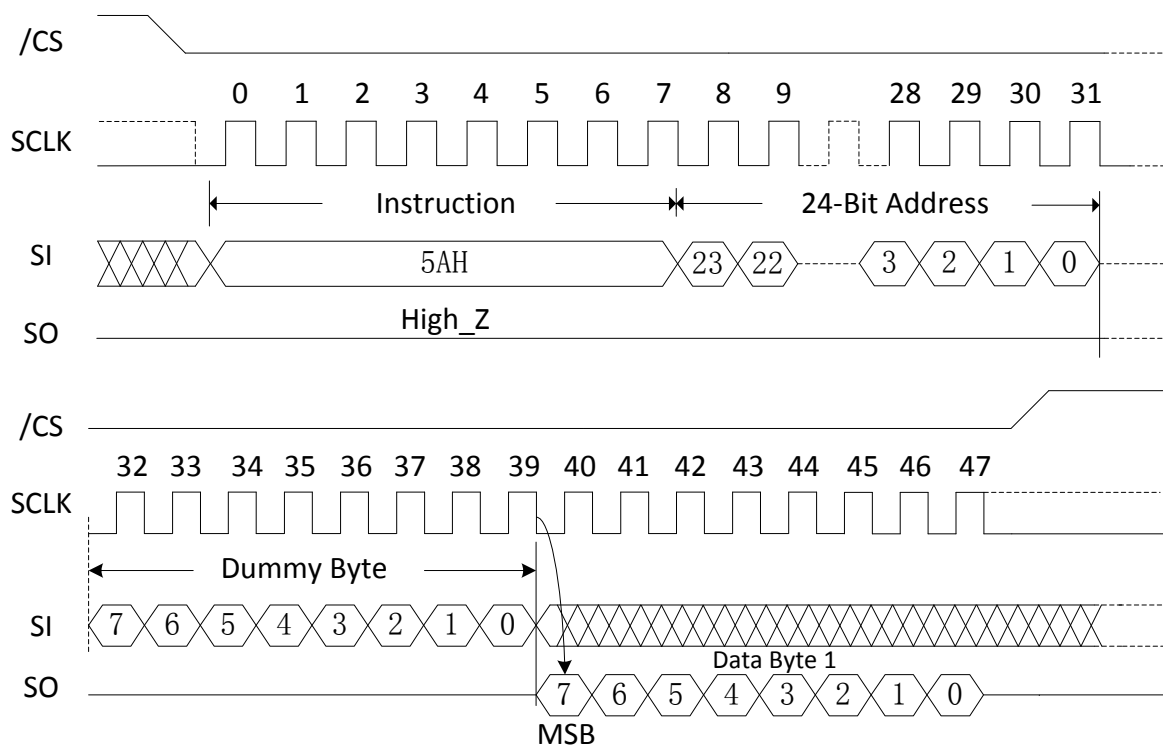 /CS
0 1 2 3 4 5 6 7 8 9 28 29 30 31
SCLK
Instruction 24-Bit Address
SI 5AH 23 22 3 2 1 0
High_Z
SO
/CS
32 33 34 35 36 37 38 39 40 41 42 43 44 45 46 47
SCLK
Dummy Byte
SI 7 6 5 4 3 2 1 0
Data Byte 1
SO 7 6 5 4 3 2 1 0
MSB